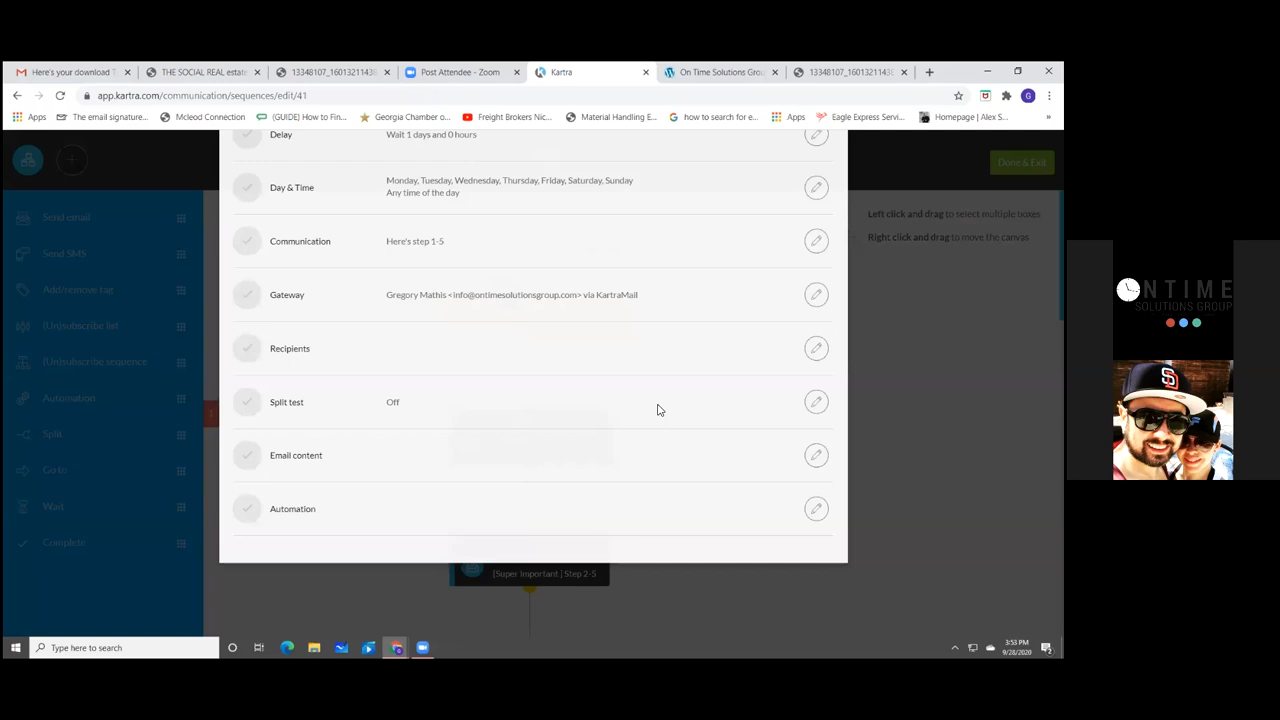 Here's your download T
THE SOCIAL REAL estate
13348107_1601321143
Post Attendee - Zoom
Kartra
On Time Solutions Grou
13348107_1601321143
app.kartra.com/communication/sequences/edit/41
G
Apps
The email signature...
Mcleod Connection
(GUIDE) How to Fin...
Georgia Chamber o...
Freight Brokers Nic...
Material Handling E...
how to search for e...
Apps
Eagle Express Servi...
Homepage | Alex S...
»
Delay
Wait 1 days and 0 hours
Done & Exit
Day & Time
Monday, Tuesday, Wednesday, Thursday, Friday, Saturday, Sunday
Any time of the day
Communication
Here's step 1-5
Gateway
Gregory Mathis <info@ontimesolutionsgroup.com> via KartraMail
Recipients
Split test
Off
Email content
Automation
Send email
Send SMS
Add/remove tag
(Un)subscribe list
(Un)subscribe sequence
Automation
Split
Go to
Wait
Complete
Left click and drag to select multiple boxes
Right click and drag to move the canvas
[Super Important ] Step 2-5
Type here to search
3:53 PM
9/28/2020
2
NTIME
SOLUTIONS GROUP
SD